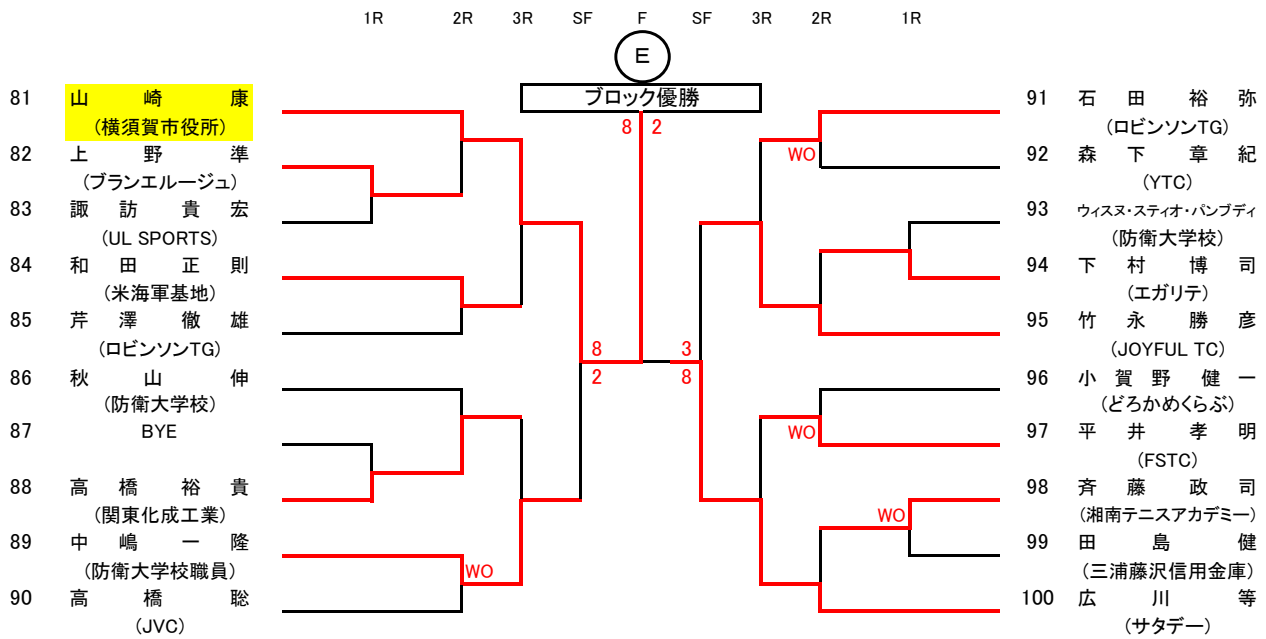 1R 2R 3R SF F SF 3R 2R 1R
E
ブロック優勝
81 山崎康
(横須賀市役所)
82 上野準
(ブランエルージュ)
83 諏訪貴宏
(UL SPORTS)
84 和田正則
(米海軍基地)
85 芹澤徹雄
(ロビンソンTG)
86 秋山伸
(防衛大学校)
87 BYE
88 高橋裕貴
(関東化成工業)
89 中嶋一隆
(防衛大学校職員)
90 高橋聡
(JVC)
WO
8
2
8 2
3
8
WO
WO
WO
91 石田裕弥
(ロビンソンTG)
92 森下章紀
(YTC)
93 ウィスヌ・スティオ・パンブディ
(防衛大学校)
94 下村博司
(エガリテ)
95 竹永勝彦
(JOYFUL TC)
96 小賀野健一
(どろかめくらぶ)
97 平井孝明
(FSTC)
98 斉藤政司
(湘南テニスアカデミー)
99 田島健
(三浦藤沢信用金庫)
100 広川等
(サタデー)